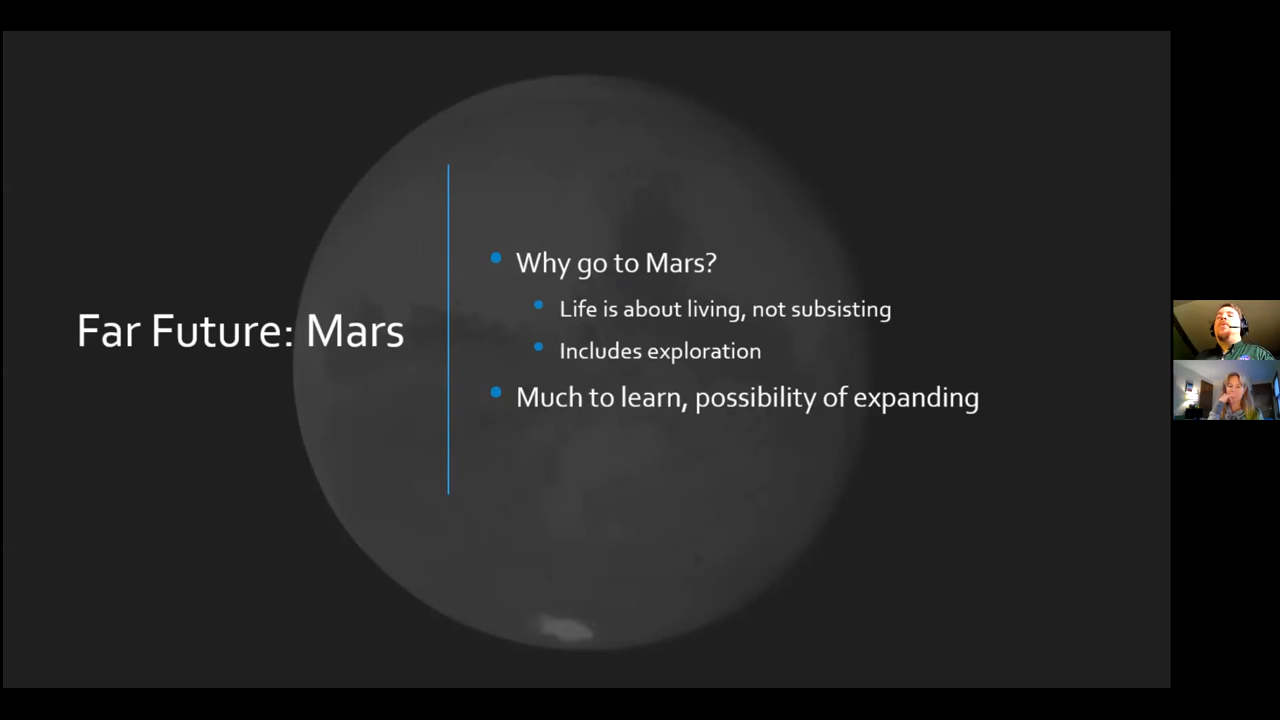 Far Future: Mars
Why go to Mars?
Life is about living, not subsisting
Includes exploration
Much to learn, possibility of expanding